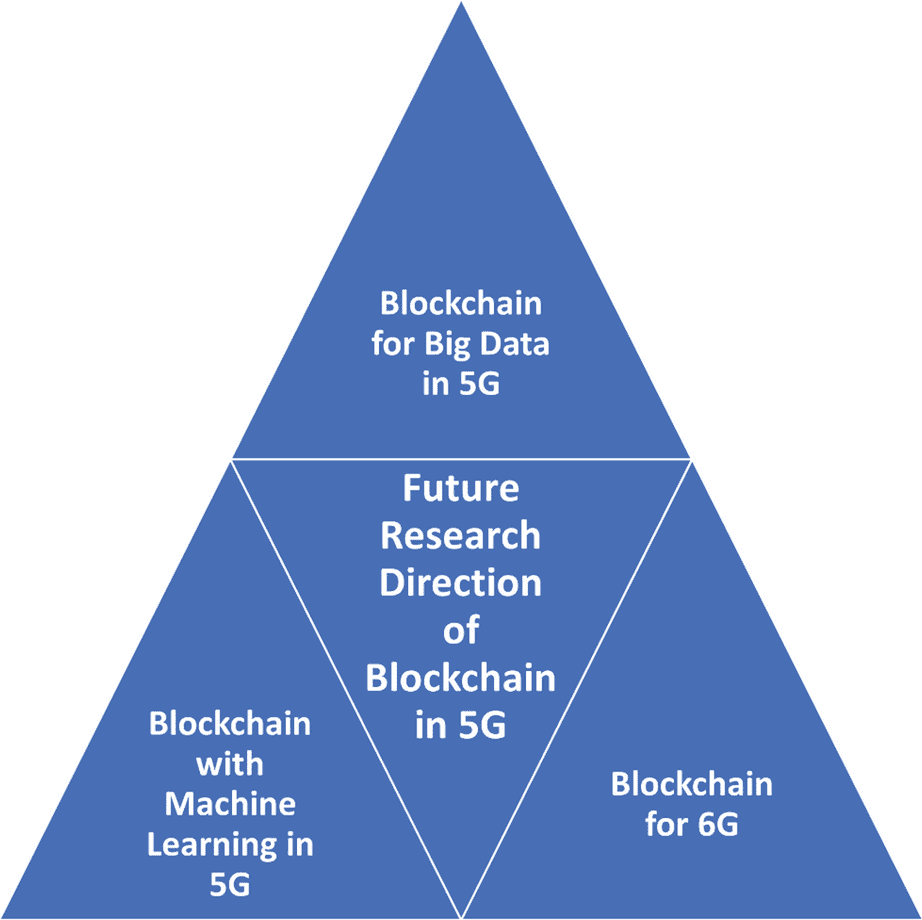 Blockchain
for Big Data
in 5G
Future
Research
Direction
of
Blockchain
in 5G
Blockchain
with
Machine
Learning in
5G
Blockchain
for 6G